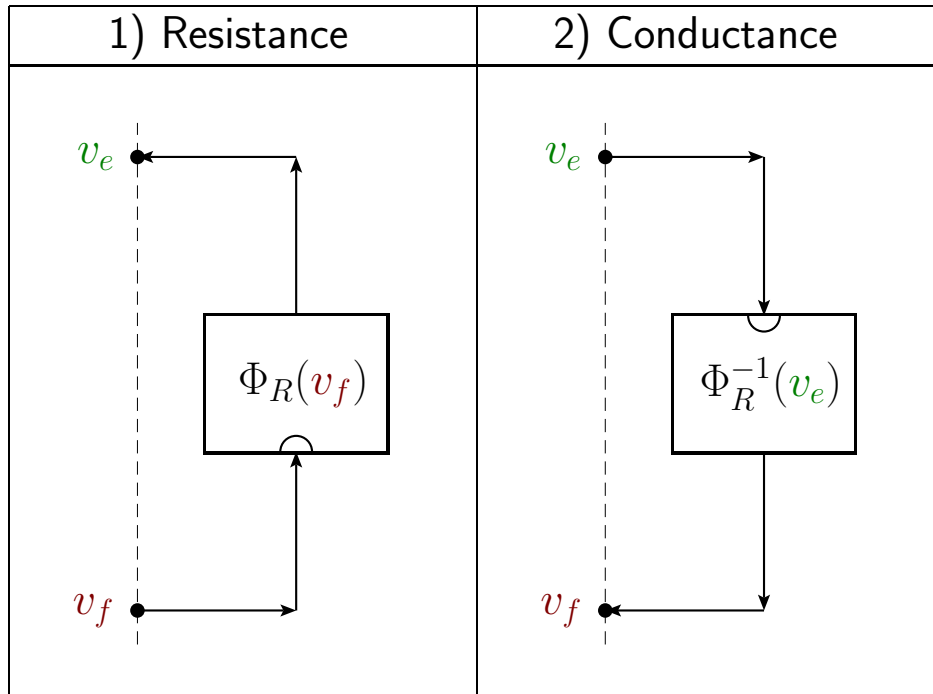 1) Resistance
2) Conductance
v_e
v_e
Φ_R(v_f)
Φ_R^{-1}(v_e)
v_f
v_f